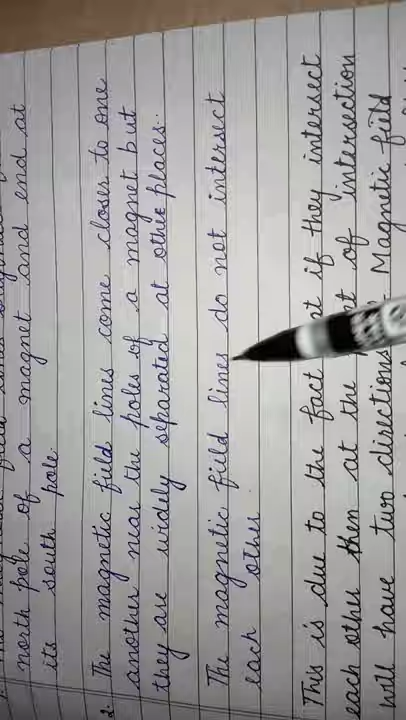 north pole of a magnet and end at
its south pole.
2. The magnetic field lines come closer to one
another near the poles of a magnet but
they are widely separated at other places.
The magnetic field lines do not intersect
each other.
This is due to the fact if they intersect
each other then at the of intersection
will have two directions. Magnetic field